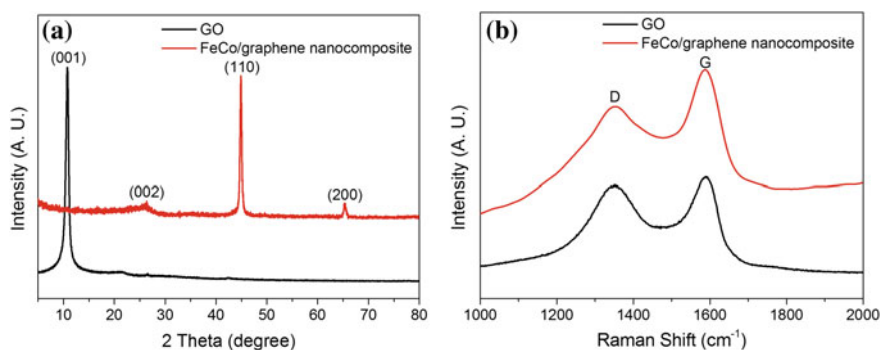 (a)
GO
FeCo/graphene nanocomposite
(001)
(110)
(002)
(200)
Intensity (A. U.)
10 20 30 40 50 60 70 80
2 Theta (degree)
(b)
GO
FeCo/graphene nanocomposite
D
G
Intensity (A. U.)
1000 1200 1400 1600 1800 2000
Raman Shift (cm⁻¹)